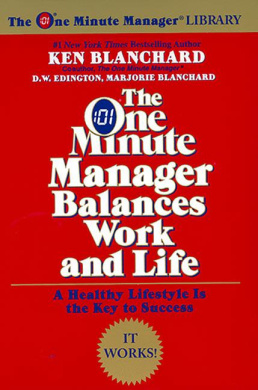 The One Minute Manager® LIBRARY
#1 New York Times Bestselling Author
KEN BLANCHARD
Coauthor, The One Minute Manager®
D.W. EDINGTON, MARJORIE BLANCHARD
The
One
Minute
Manager
Balances
Work
and Life
A Healthy Lifestyle Is
the Key to Success
IT
WORKS!